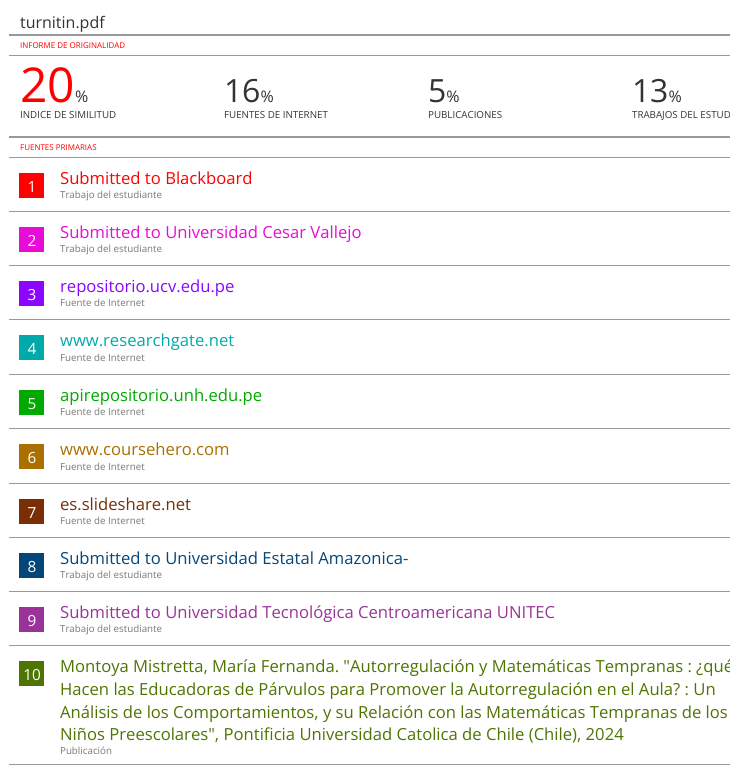 turnitin.pdf
INFORME DE ORIGINALIDAD
20% 16% 5% 13%
INDICE DE SIMILITUD FUENTES DE INTERNET PUBLICACIONES TRABAJOS DEL ESTUD
FUENTES PRIMARIAS
1 Submitted to Blackboard
Trabajo del estudiante
2 Submitted to Universidad Cesar Vallejo
Trabajo del estudiante
3 repositorio.ucv.edu.pe
Fuente de Internet
4 www.researchgate.net
Fuente de Internet
5 apirepositorio.unh.edu.pe
Fuente de Internet
6 www.coursehero.com
Fuente de Internet
7 es.slideshare.net
Fuente de Internet
8 Submitted to Universidad Estatal Amazonica-
Trabajo del estudiante
9 Submitted to Universidad Tecnológica Centroamericana UNITEC
Trabajo del estudiante
10 Montoya Mistretta, María Fernanda. "Autorregulación y Matemáticas Tempranas : ¿qué
Hacen las Educadoras de Párvulos para Promover la Autorregulación en el Aula? : Un
Análisis de los Comportamientos, y su Relación con las Matemáticas Tempranas de los
Niños Preescolares", Pontificia Universidad Catolica de Chile (Chile), 2024
Publicación